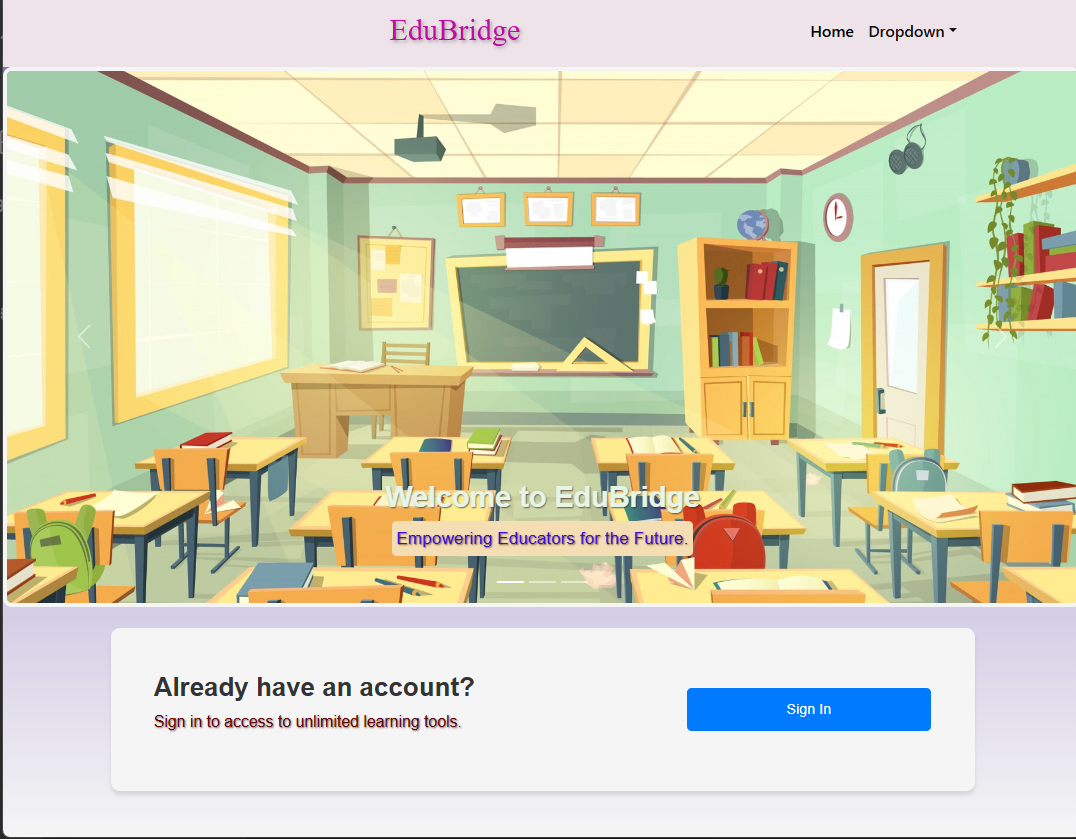 EduBridge
Home Dropdown
Welcome to EduBridge
Empowering Educators for the Future.
Already have an account?
Sign in to access to unlimited learning tools.
Sign In